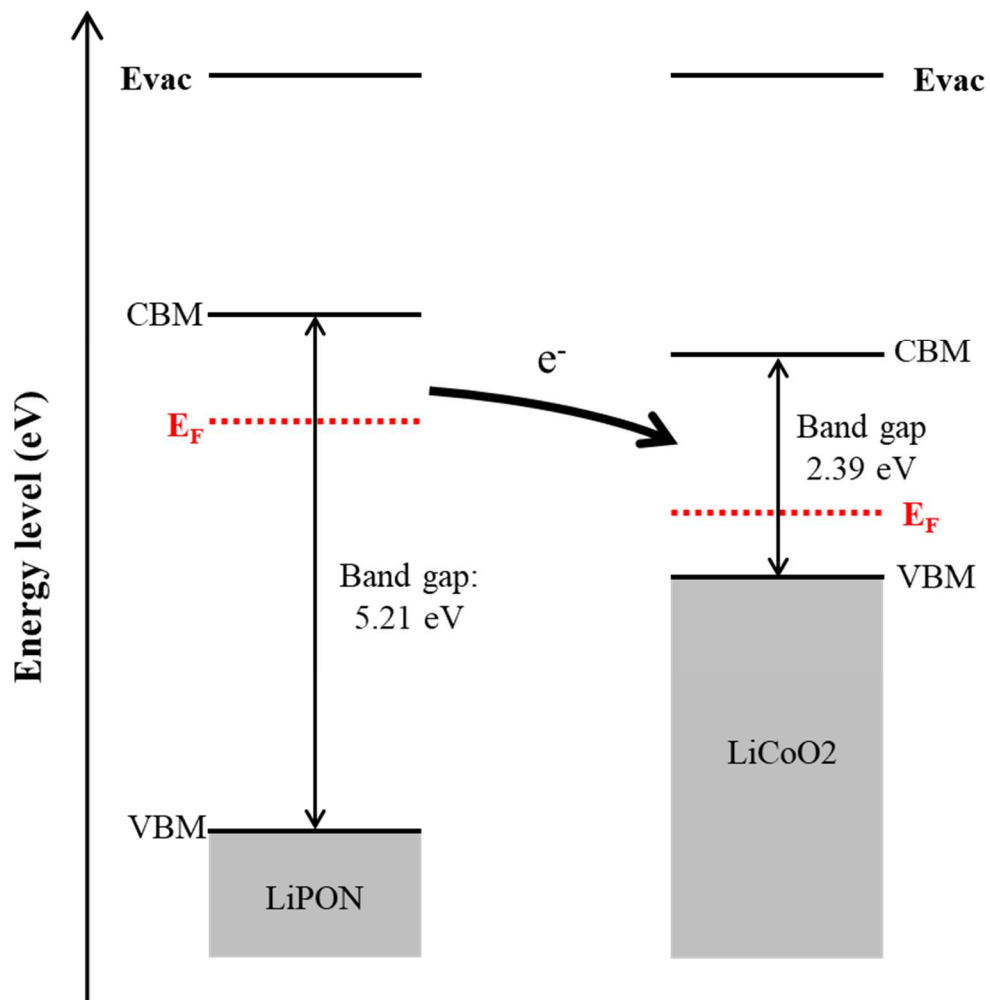 Evac
Evac
CBM
CBM
e-
EF
Band gap
2.39 eV
EF
VBM
Band gap:
5.21 eV
Energy level (eV)
LiCoO2
VBM
LiPON